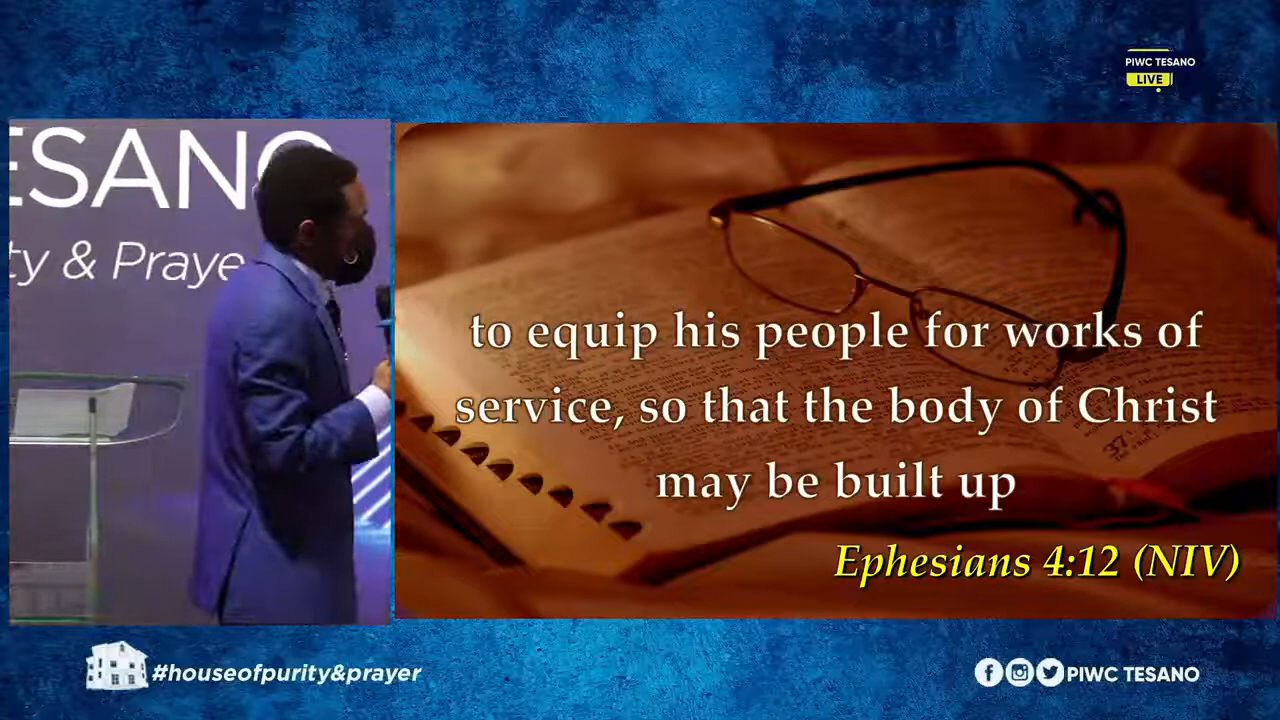 PIWC TESANO
LIVE
ESANO
ty & Praye
to equip his people for works of
service, so that the body of Christ
may be built up
Ephesians 4:12 (NIV)
37
#houseofpurity&prayer
PIWC TESANO